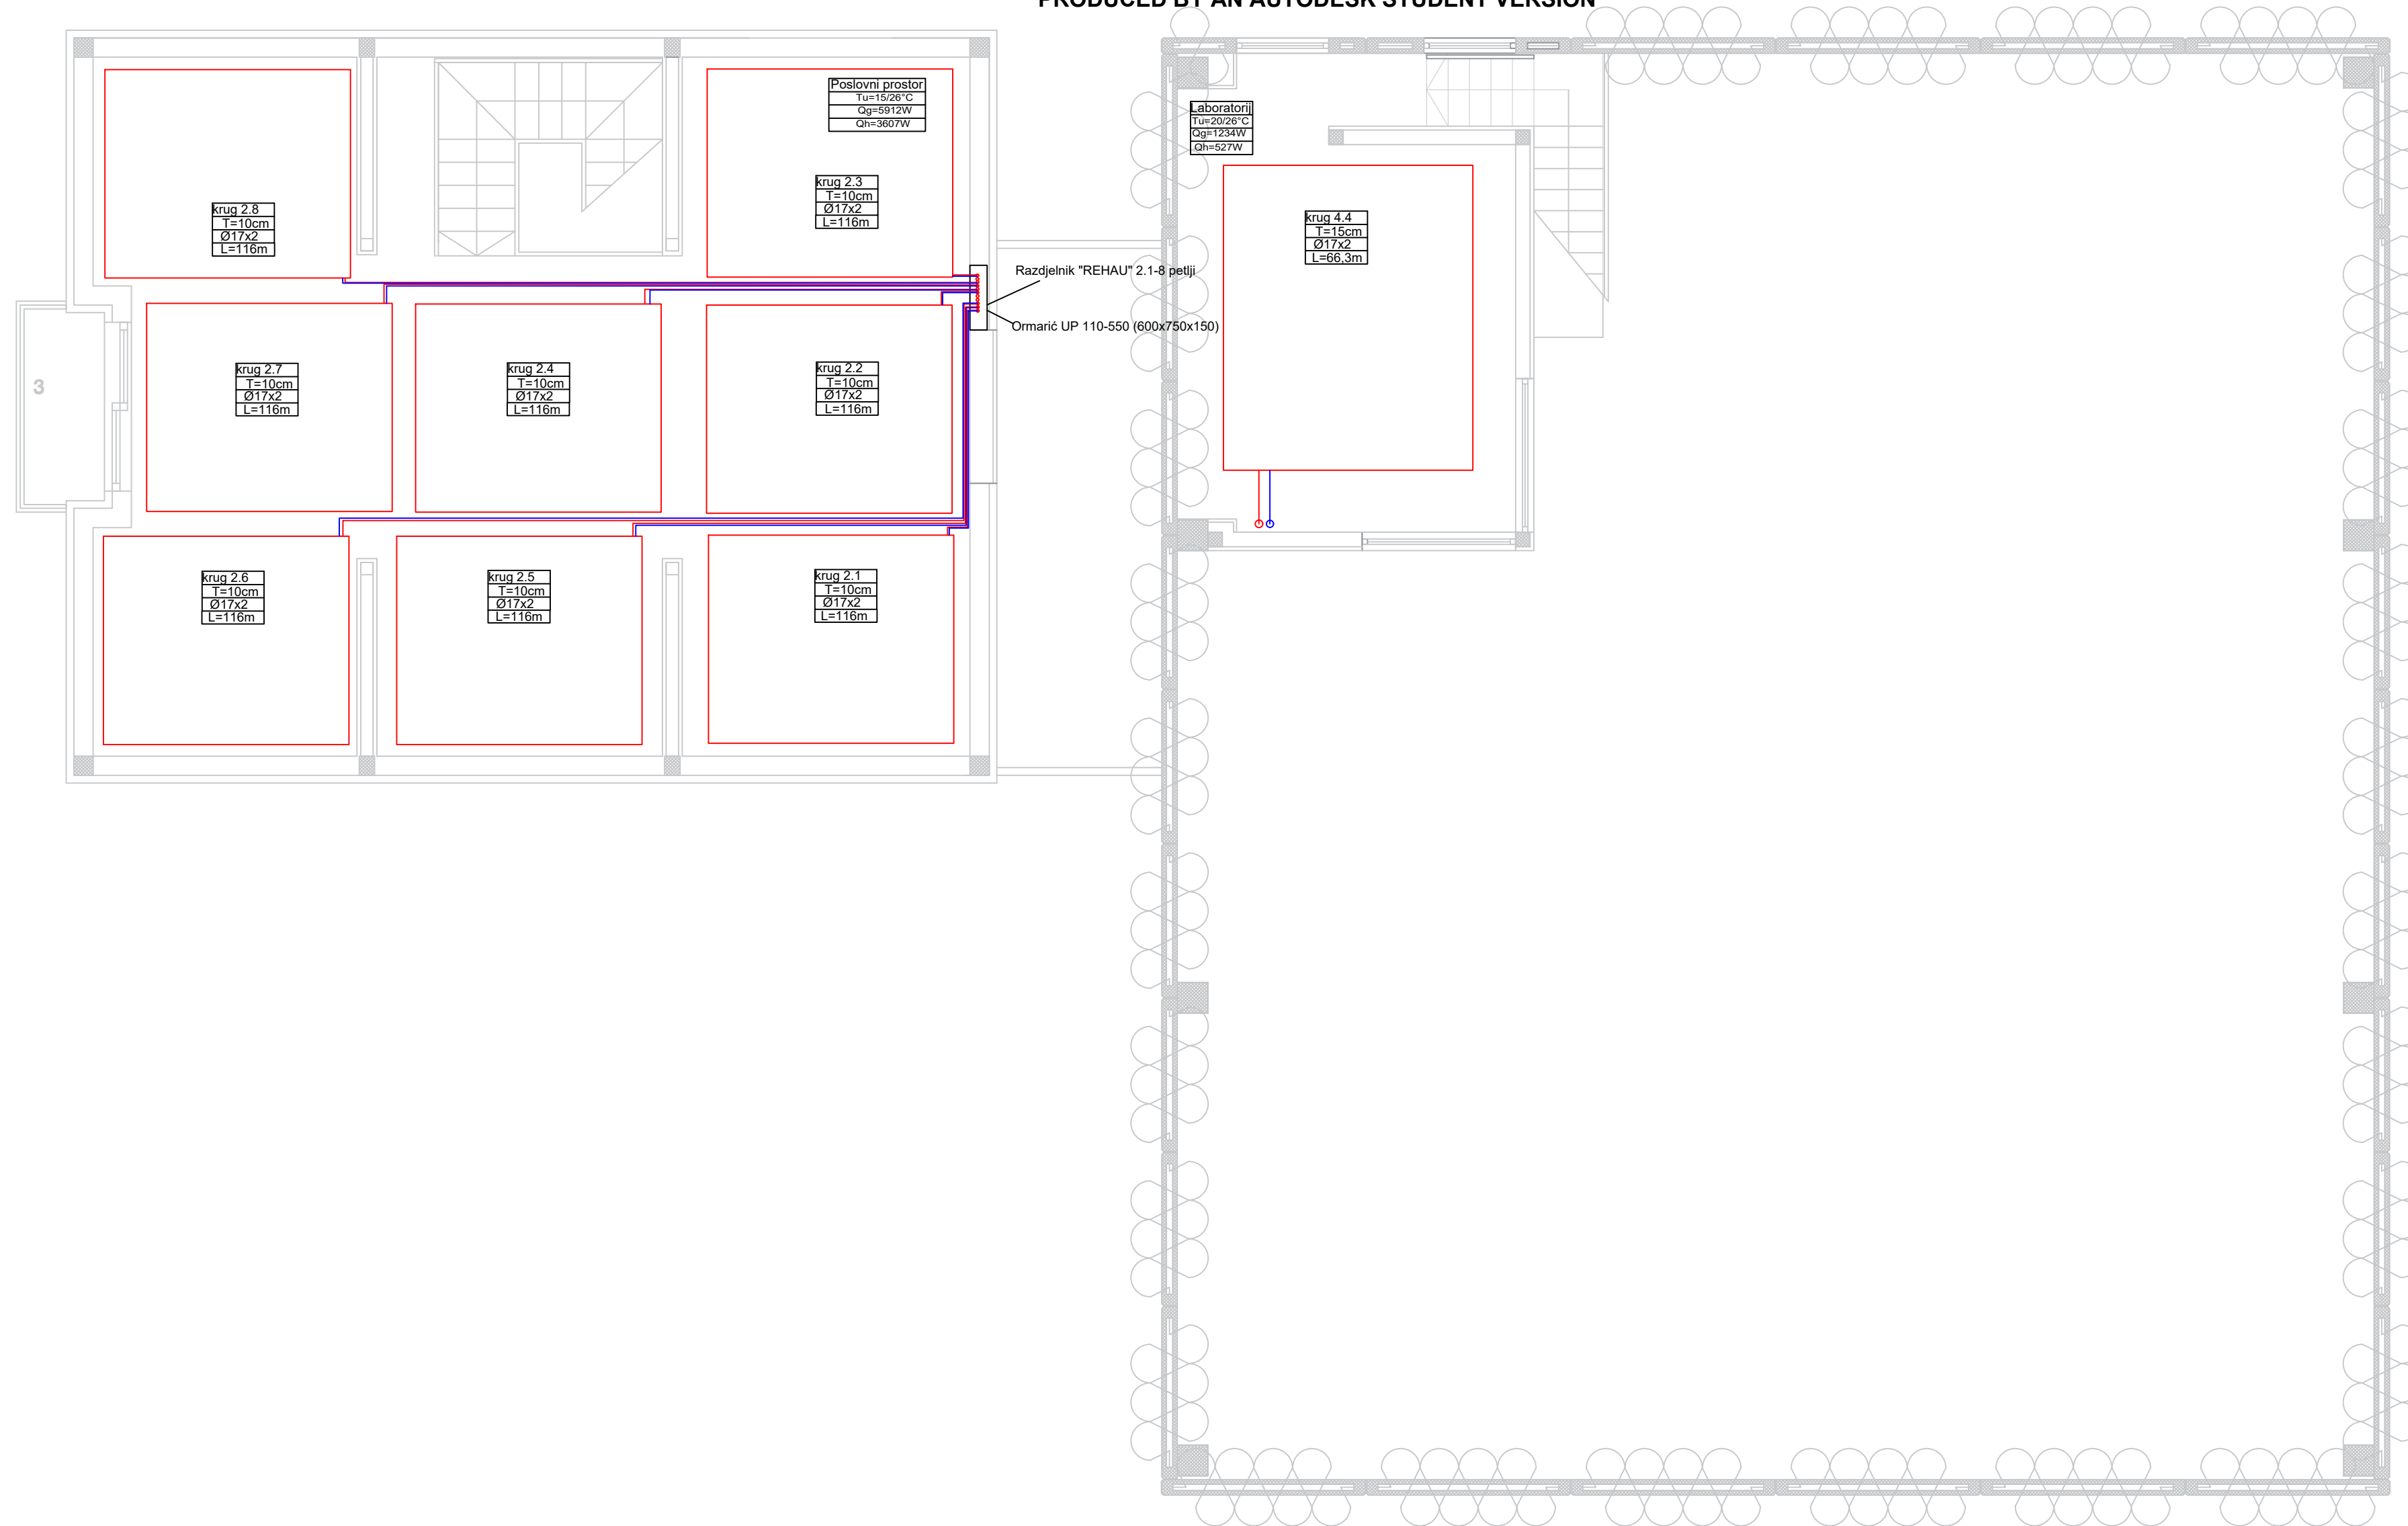 PRODUCED BY AN AUTODESK STUDENT VERSION
Poslovni prostor
Tu=15/26°C
Qg=5912W
Qh=3607W
Laboratorij
Tu=20/26°C
Qg=1234W
Qh=527W
krug 2.8
T=10cm
Ø17x2
L=116m
krug 2.3
T=10cm
Ø17x2
L=116m
krug 4.4
T=15cm
Ø17x2
L=66,3m
Razdjelnik "REHAU" 2.1-8 petlji
Ormarić UP 110-550 (600x750x150)
3
krug 2.7
T=10cm
Ø17x2
L=116m
krug 2.4
T=10cm
Ø17x2
L=116m
krug 2.2
T=10cm
Ø17x2
L=116m
krug 2.6
T=10cm
Ø17x2
L=116m
krug 2.5
T=10cm
Ø17x2
L=116m
krug 2.1
T=10cm
Ø17x2
L=116m